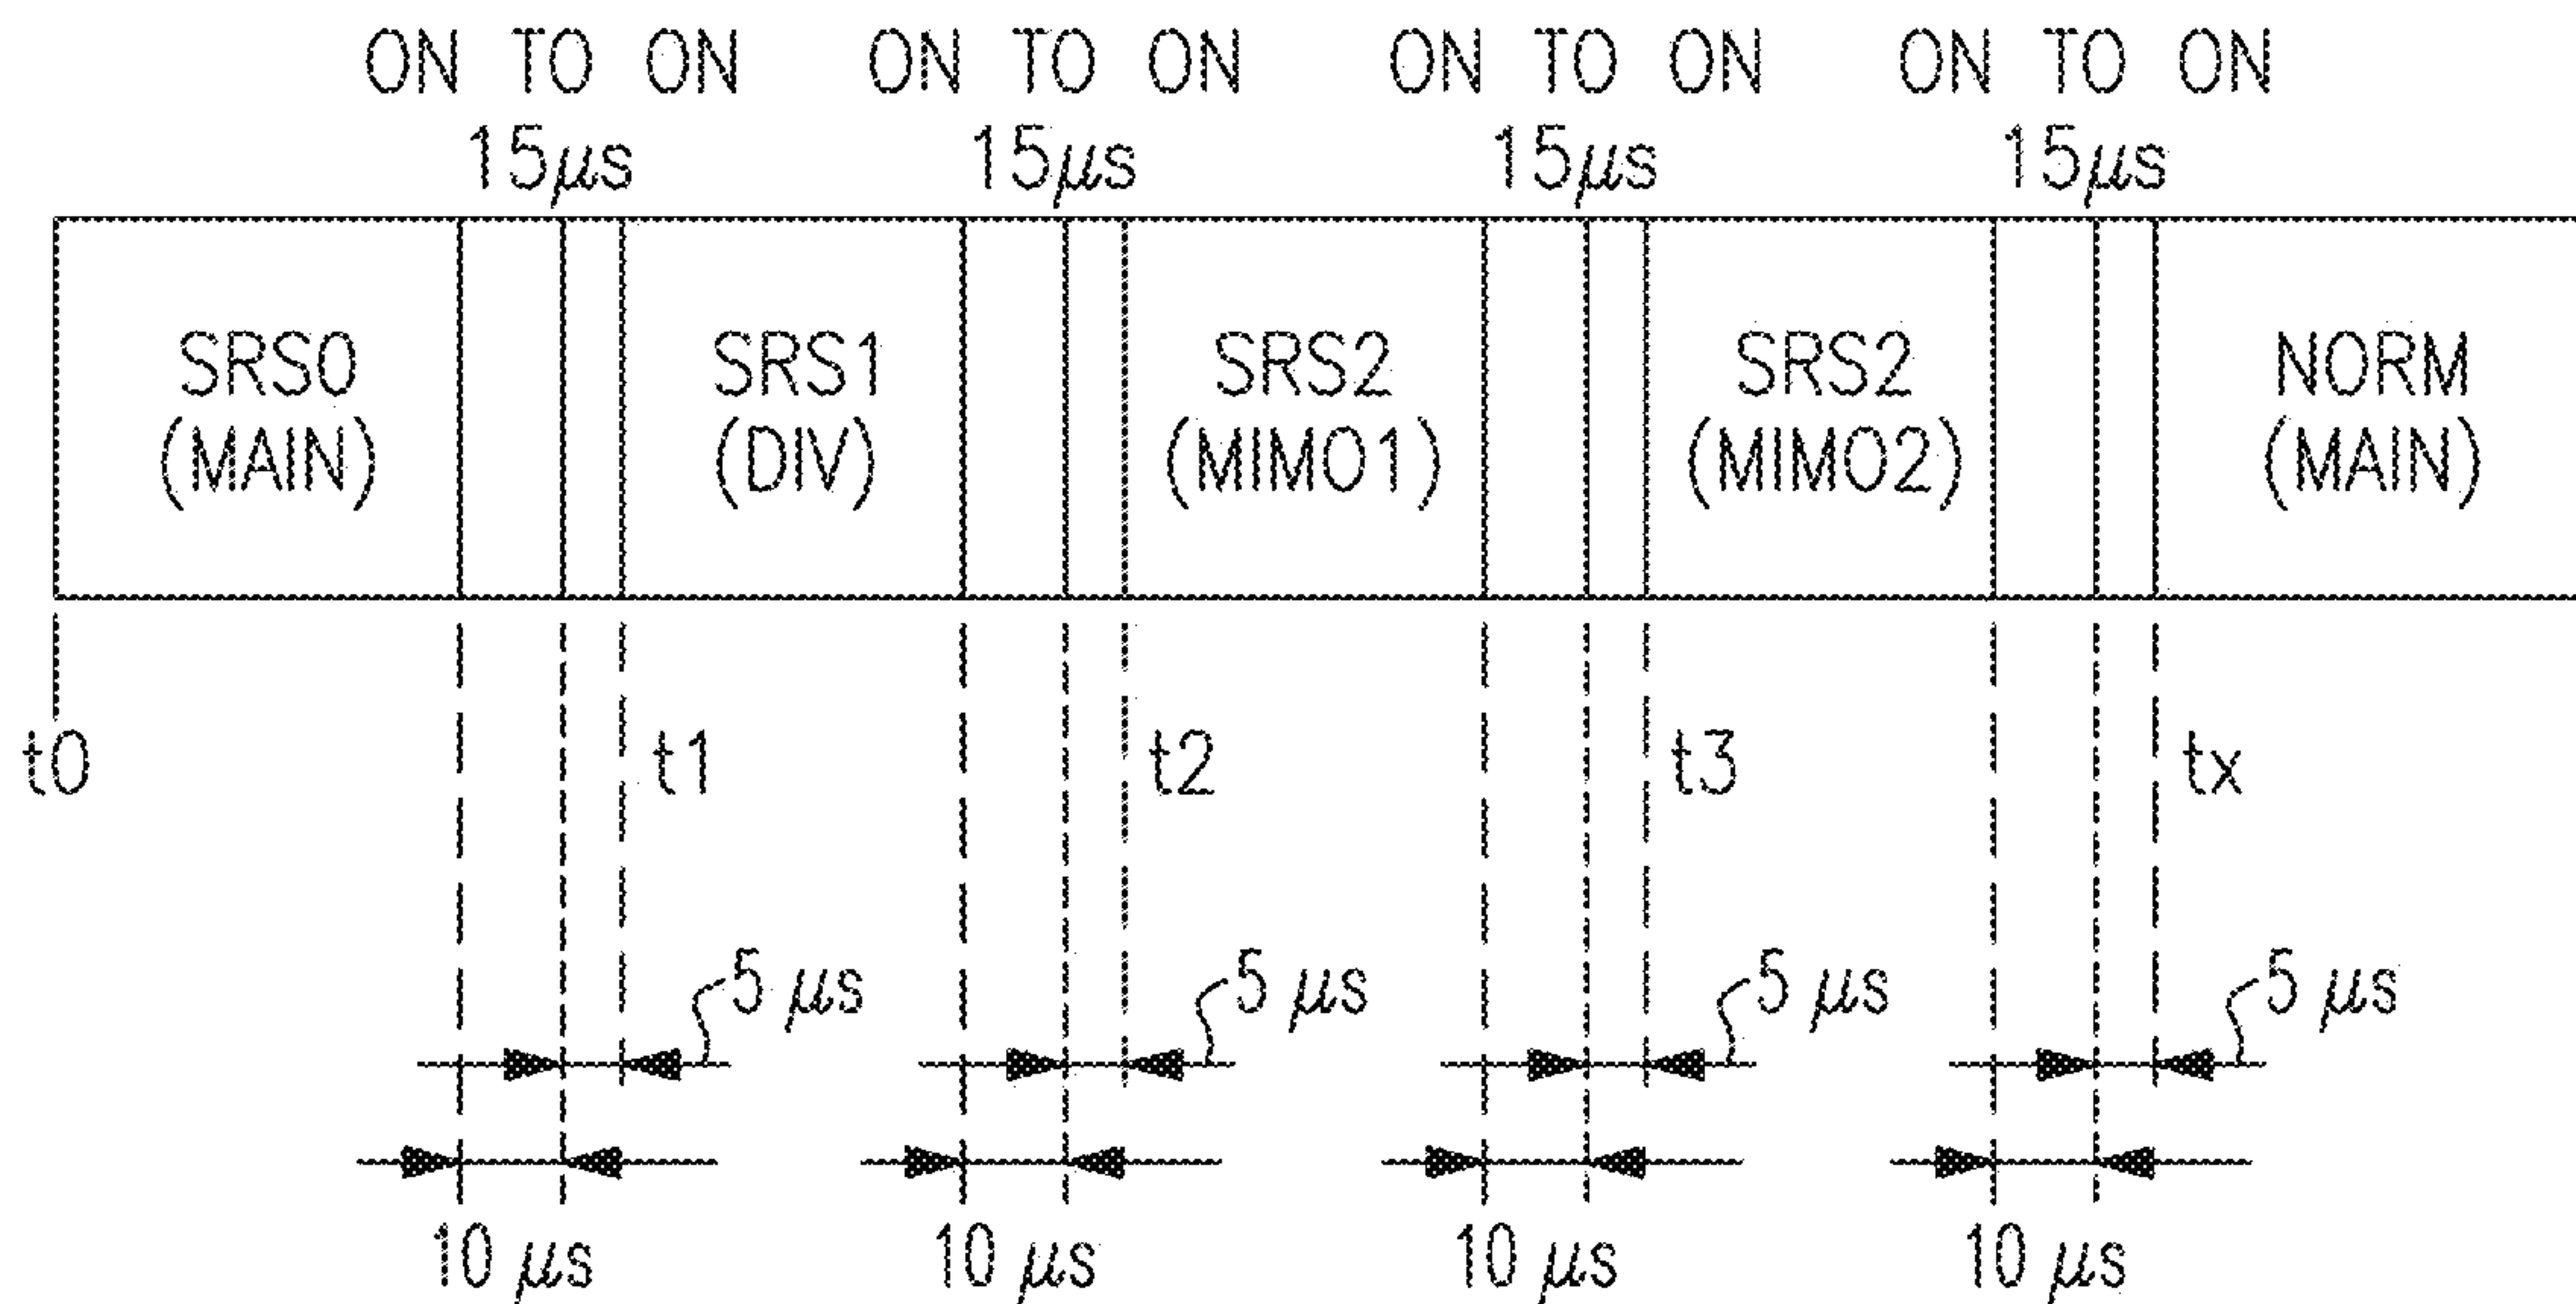 ON TO ON ON TO ON ON TO ON ON TO ON
15μs 15μs 15μs 15μs
SRS0 SRS1 SRS2 SRS2 NORM
(MAIN) (DIV) (MIMO1) (MIMO2) (MAIN)
t0 t1 t2 t3 tx
5 μs 5 μs 5 μs 5 μs
10 μs 10 μs 10 μs 10 μs